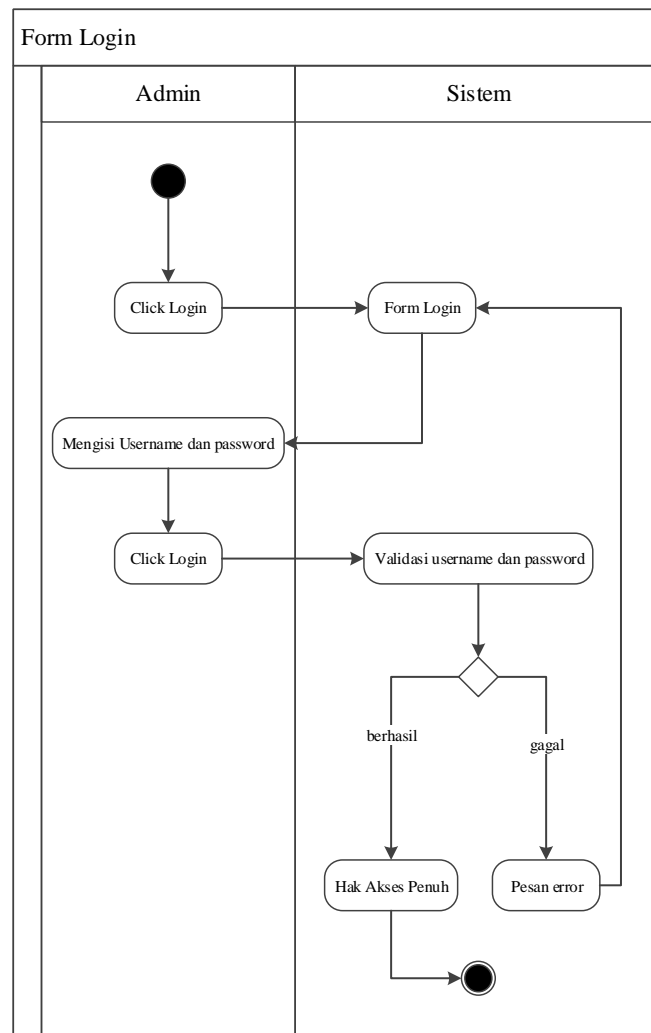 Form Login
Admin
Sistem
Click Login
Form Login
Mengisi Username dan password
Click Login
Validasi username dan password
berhasil
gagal
Hak Akses Penuh
Pesan error